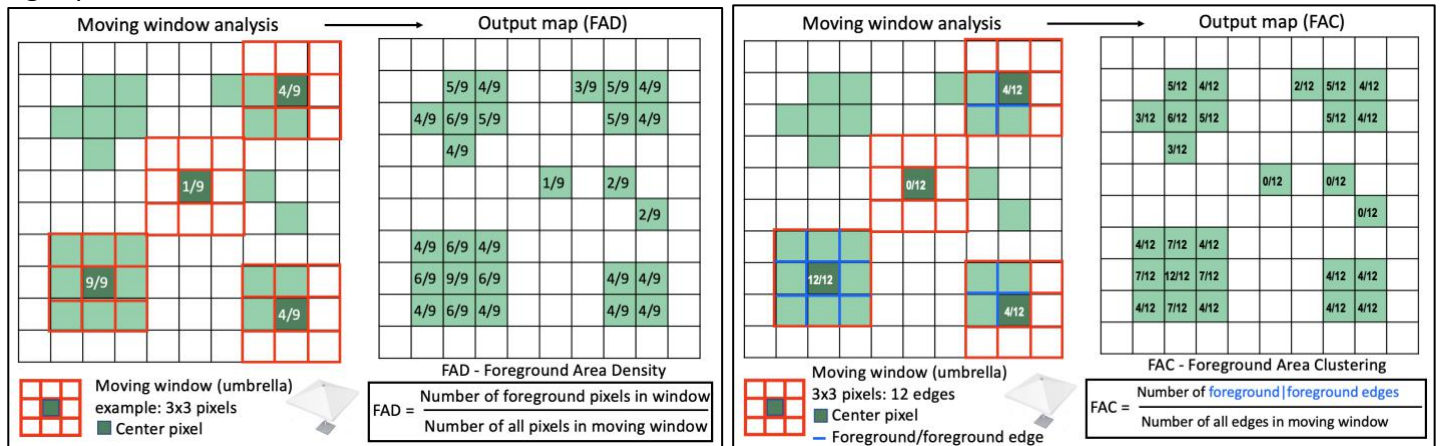 Moving window analysis
4/9
1/9
9/9
4/9
Moving window (umbrella)
example: 3x3 pixels
Center pixel
Output map (FAD)
5/9 4/9 3/9 5/9 4/9
4/9 6/9 5/9 5/9 4/9
4/9
1/9 2/9
2/9
4/9 6/9 4/9
6/9 9/9 6/9 4/9 4/9
4/9 6/9 4/9 4/9 4/9
FAD - Foreground Area Density
FAD = Number of foreground pixels in window
Number of all pixels in moving window
Moving window analysis
4/12
0/12
12/12
4/12
Moving window (umbrella)
3x3 pixels: 12 edges
Center pixel
Foreground/foreground edge
Output map (FAC)
5/12 4/12 2/12 5/12 4/12
3/12 6/12 5/12 5/12 4/12
3/12
0/12 0/12
0/12
4/12 7/12 4/12
7/12 12/12 7/12 4/12 4/12
4/12 7/12 4/12 4/12 4/12
FAC - Foreground Area Clustering
FAC = Number of foreground|foreground edges
Number of all edges in moving window